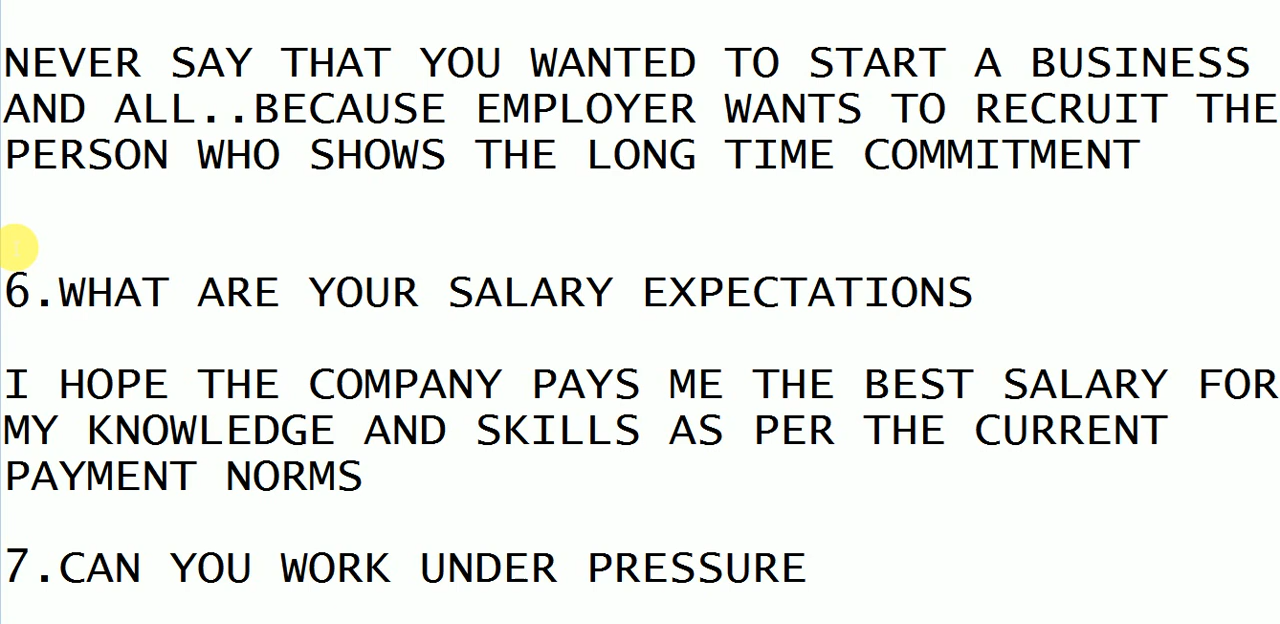 NEVER SAY THAT YOU WANTED TO START A BUSINESS
AND ALL..BECAUSE EMPLOYER WANTS TO RECRUIT THE
PERSON WHO SHOWS THE LONG TIME COMMITMENT
6.WHAT ARE YOUR SALARY EXPECTATIONS
I HOPE THE COMPANY PAYS ME THE BEST SALARY FOR
MY KNOWLEDGE AND SKILLS AS PER THE CURRENT
PAYMENT NORMS
7.CAN YOU WORK UNDER PRESSURE